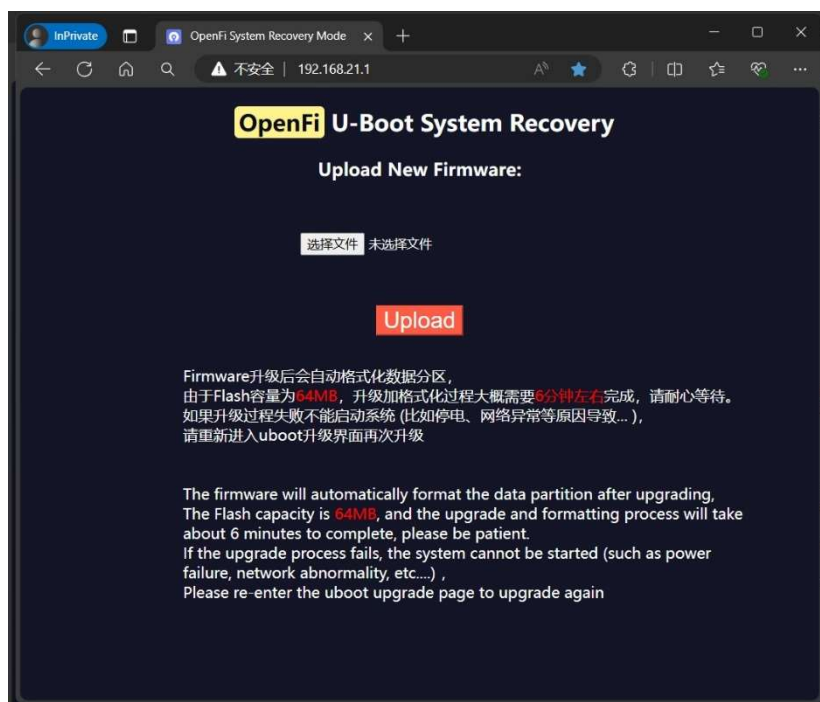 InPrivate
OpenFi System Recovery Mode
不安全 | 192.168.21.1
OpenFi U-Boot System Recovery
Upload New Firmware:
选择文件 未选择文件
Upload
Firmware升级后会自动格式化数据分区，
由于Flash容量为64MB，升级加格式化过程大概需要6分钟左右完成，请耐心等待。
如果升级过程失败不能启动系统 (比如停电、网络异常等原因导致... )，
请重新进入uboot升级界面再次升级
The firmware will automatically format the data partition after upgrading,
The Flash capacity is 64MB, and the upgrade and formatting process will take
about 6 minutes to complete, please be patient.
If the upgrade process fails, the system cannot be started (such as power
failure, network abnormality, etc....) ,
Please re-enter the uboot upgrade page to upgrade again